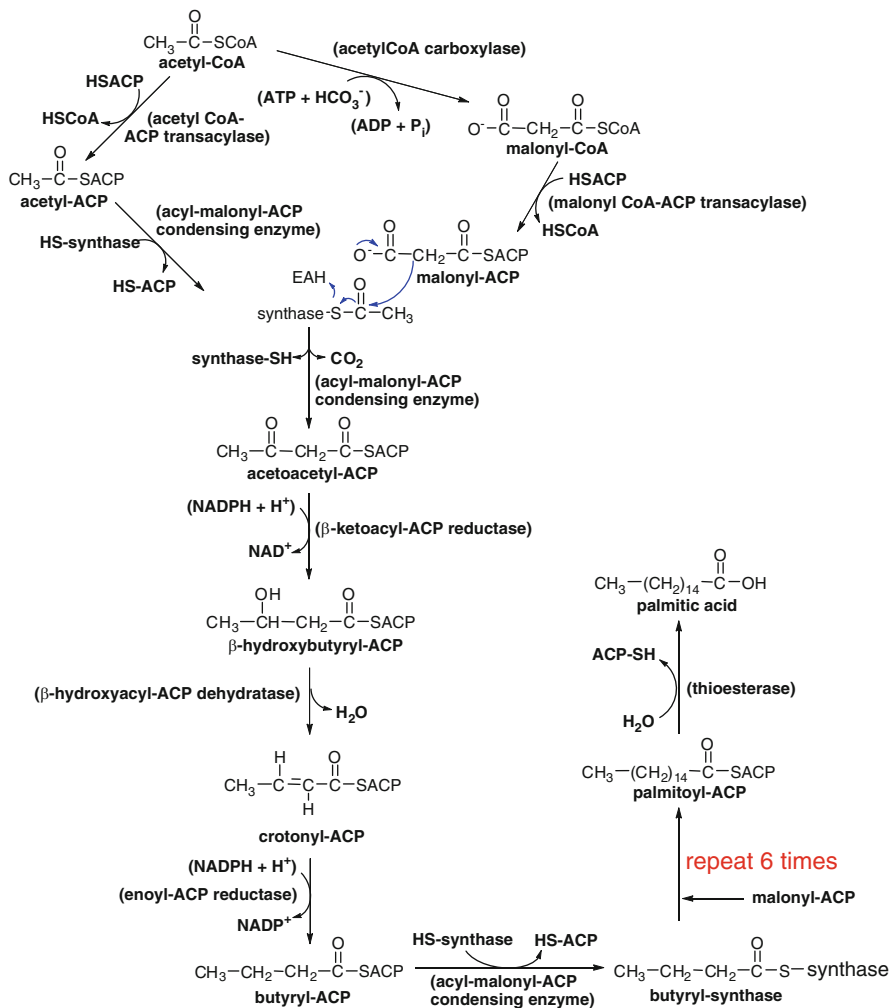 O
CH3—C—SCoA
acetyl-CoA
(acetylCoA carboxylase)
HSACP
(ATP + HCO3-)
HSCoA
(acetyl CoA-
ACP transacylase)
(ADP + Pi)
O O
O- C—CH2—C—SCoA
malonyl-CoA
O
CH3—C—SACP
acetyl-ACP
HSACP
(malonyl CoA-ACP transacylase)
HSCoA
(acyl-malonyl-ACP
condensing enzyme)
HS-synthase
HS-ACP
O O
O- C—CH2—C—SACP
malonyl-ACP
EAH
O
synthase-S—C—CH3
synthase-SH
CO2
(acyl-malonyl-ACP
condensing enzyme)
O O
CH3—C—CH2—C—SACP
acetoacetyl-ACP
(NADPH + H+)
(β-ketoacyl-ACP reductase)
NAD+
OH O
CH3—CH—CH2—C—SACP
β-hydroxybutyryl-ACP
(β-hydroxyacyl-ACP dehydratase)
H2O
H O
CH3—C=C—C—SACP
H
crotonyl-ACP
(NADPH + H+)
(enoyl-ACP reductase)
NADP+
O
CH3—CH2—CH2—C—SACP
butyryl-ACP
HS-synthase
HS-ACP
(acyl-malonyl-ACP
condensing enzyme)
O
CH3—CH2—CH2—C—S—synthase
butyryl-synthase
malonyl-ACP
repeat 6 times
O
CH3—(CH2)14—C—SACP
palmitoyl-ACP
H2O
(thioesterase)
ACP-SH
O
CH3—(CH2)14—C—OH
palmitic acid